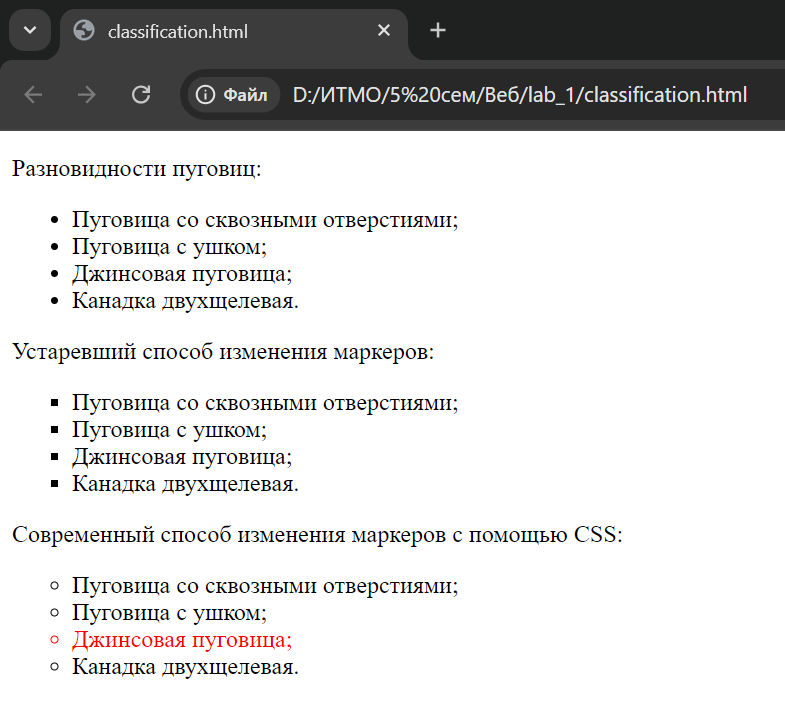 classification.html
Файл D:/ИТМО/5%20сем/Веб/lab_1/classification.html
Разновидности пуговиц:
Пуговица со сквозными отверстиями;
Пуговица с ушком;
Джинсовая пуговица;
Канадка двухщелевая.
Устаревший способ изменения маркеров:
Пуговица со сквозными отверстиями;
Пуговица с ушком;
Джинсовая пуговица;
Канадка двухщелевая.
Современный способ изменения маркеров с помощью CSS:
Пуговица со сквозными отверстиями;
Пуговица с ушком;
Джинсовая пуговица;
Канадка двухщелевая.